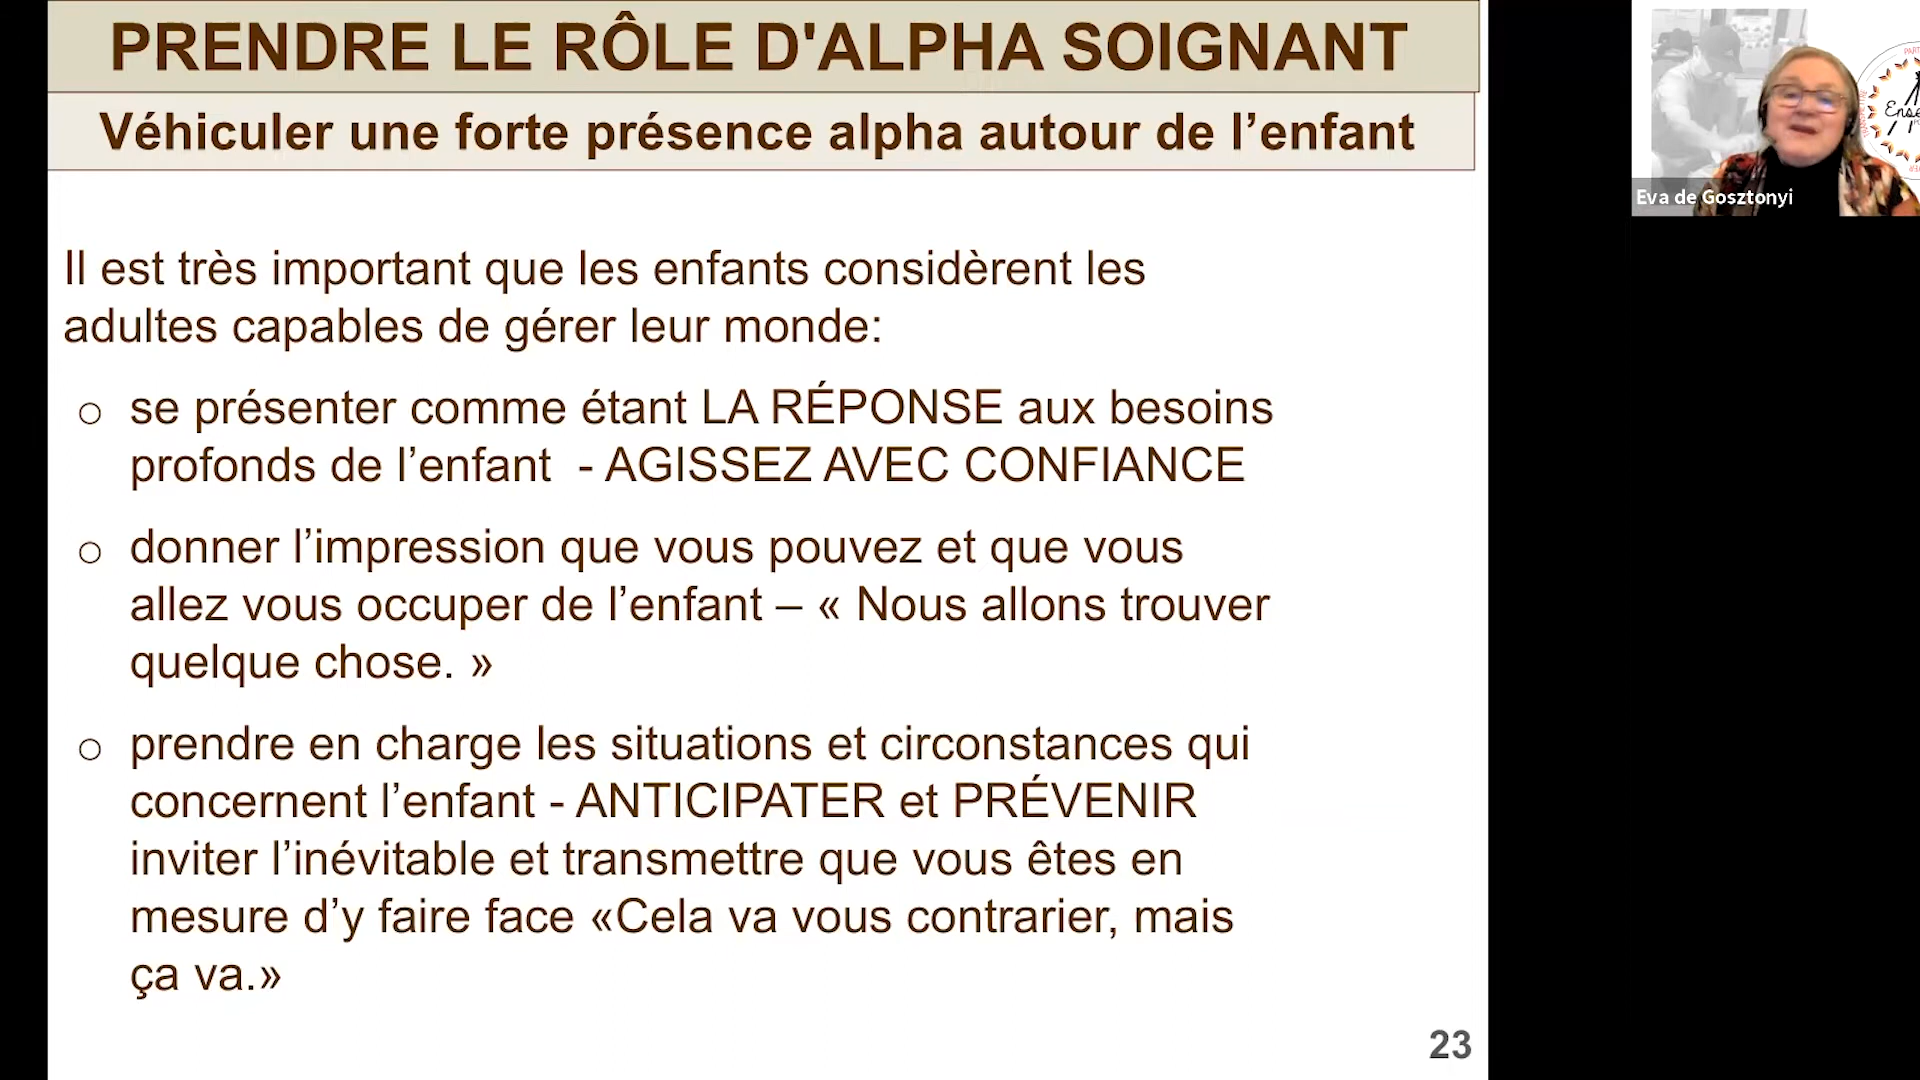 PRENDRE LE RÔLE D'ALPHA SOIGNANT
Véhiculer une forte présence alpha autour de l’enfant
Il est très important que les enfants considèrent les
adultes capables de gérer leur monde:
o se présenter comme étant LA RÉPONSE aux besoins
profonds de l’enfant - AGISSEZ AVEC CONFIANCE
o donner l’impression que vous pouvez et que vous
allez vous occuper de l’enfant – « Nous allons trouver
quelque chose. »
o prendre en charge les situations et circonstances qui
concernent l’enfant - ANTICIPATER et PRÉVENIR
inviter l’inévitable et transmettre que vous êtes en
mesure d’y faire face «Cela va vous contrarier, mais
ça va.»
23
Eva de Gosztonyi